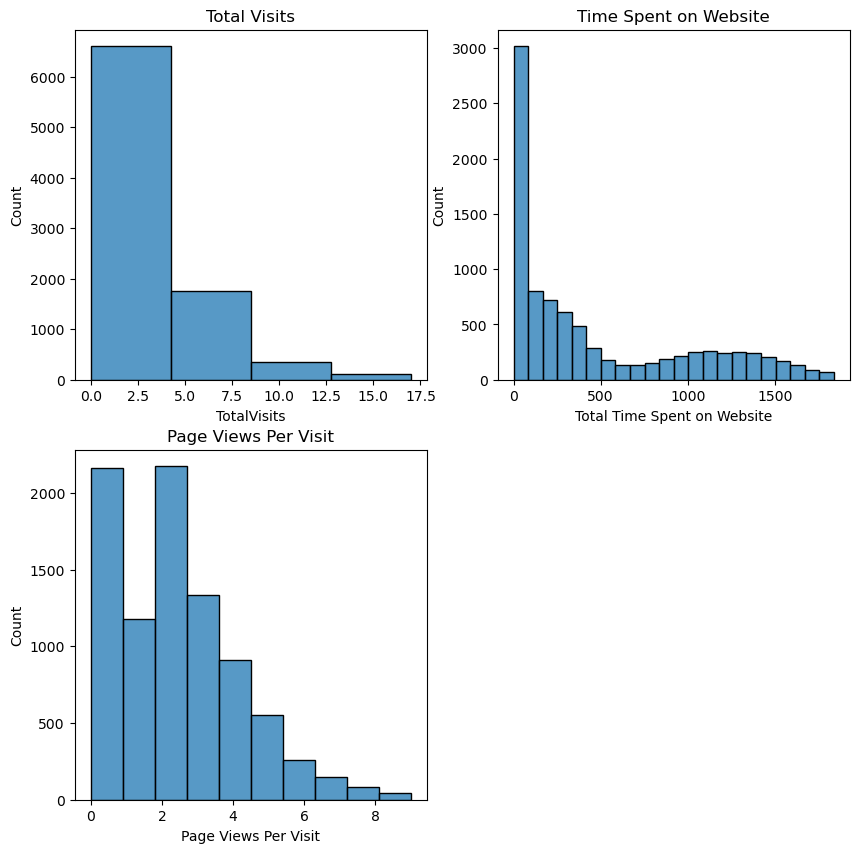 Total Visits
6000
5000
4000
3000
2000
1000
0
Count
0.0 2.5 5.0 7.5 10.0 12.5 15.0 17.5
TotalVisits
Time Spent on Website
3000
2500
2000
1500
1000
500
0
Count
0 500 1000 1500
Total Time Spent on Website
Page Views Per Visit
2000
1500
1000
500
0
Count
0 2 4 6 8
Page Views Per Visit